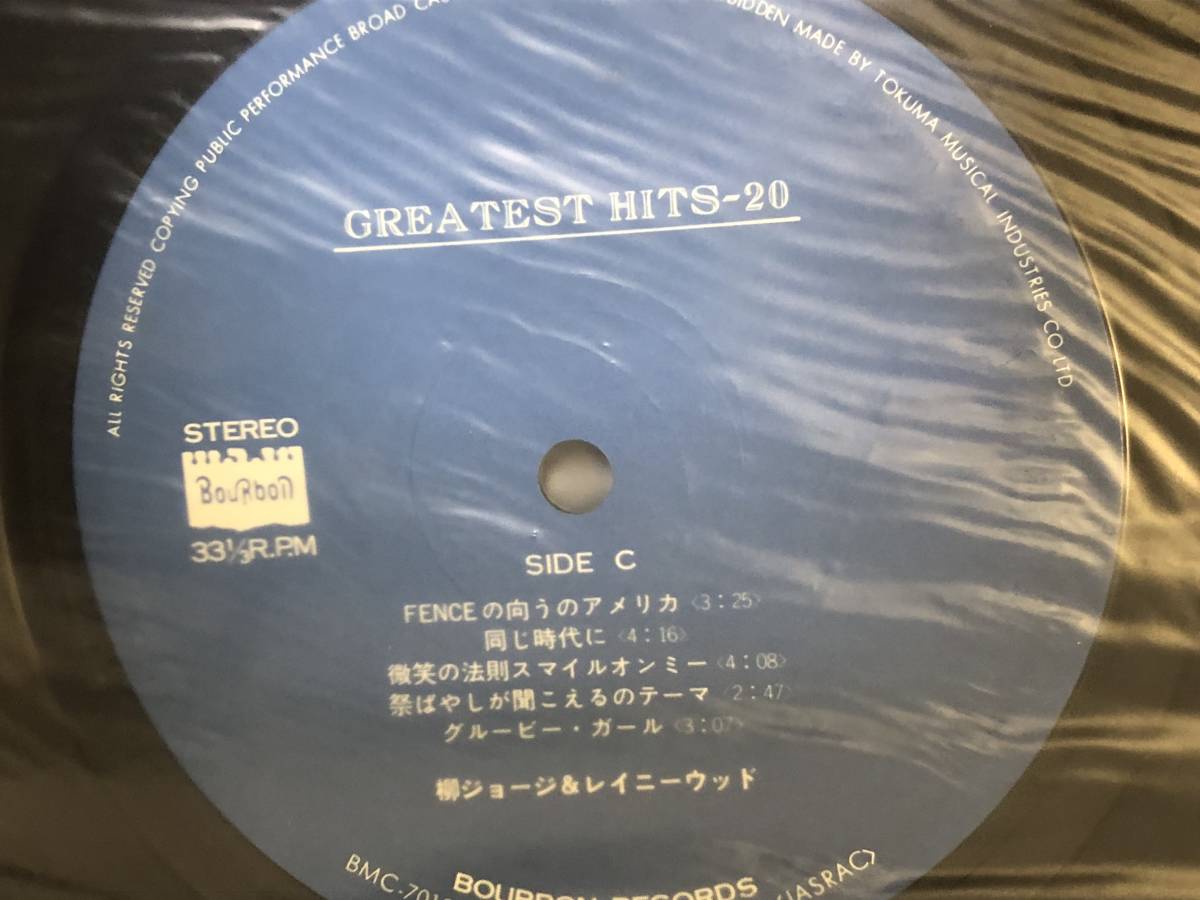 ALL RIGHTS RESERVED COPYING PUBLIC PERFORMANCE BROAD
MADE BY TOKUMA MUSICAL INDUSTRIES CO LTD
GREATEST HITS-20
STEREO
Bourbon
33⅓R.P.M
SIDE C
FENCEの向うのアメリカ〈3:25〉
同じ時代に〈4:16〉
微笑の法則スマイルオンミー〈4:08〉
祭ばやしが聞こえるのテーマ〈2:47〉
グルービー・ガール〈3:07〉
柳ジョージ&レイニーウッド
BOURBON RECORDS
JASRAC〉